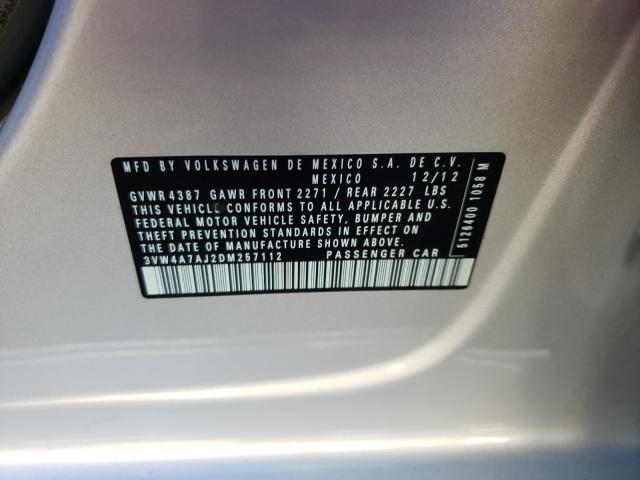 MFD BY VOLKSWAGEN DE MEXICO S.A. DE C.V.
MEXICO 12/12
GVWR 4387 GAWR FRONT 2271 / REAR 2227 LBS
THIS VEHICLE CONFORMS TO ALL APPLICABLE U.S.
FEDERAL MOTOR VEHICLE SAFETY, BUMPER AND
THEFT PREVENTION STANDARDS IN EFFECT ON
THE DATE OF MANUFACTURE SHOWN ABOVE.
3VW4A7AJ2DM257112 PASSENGER CAR
5126400 1058 M